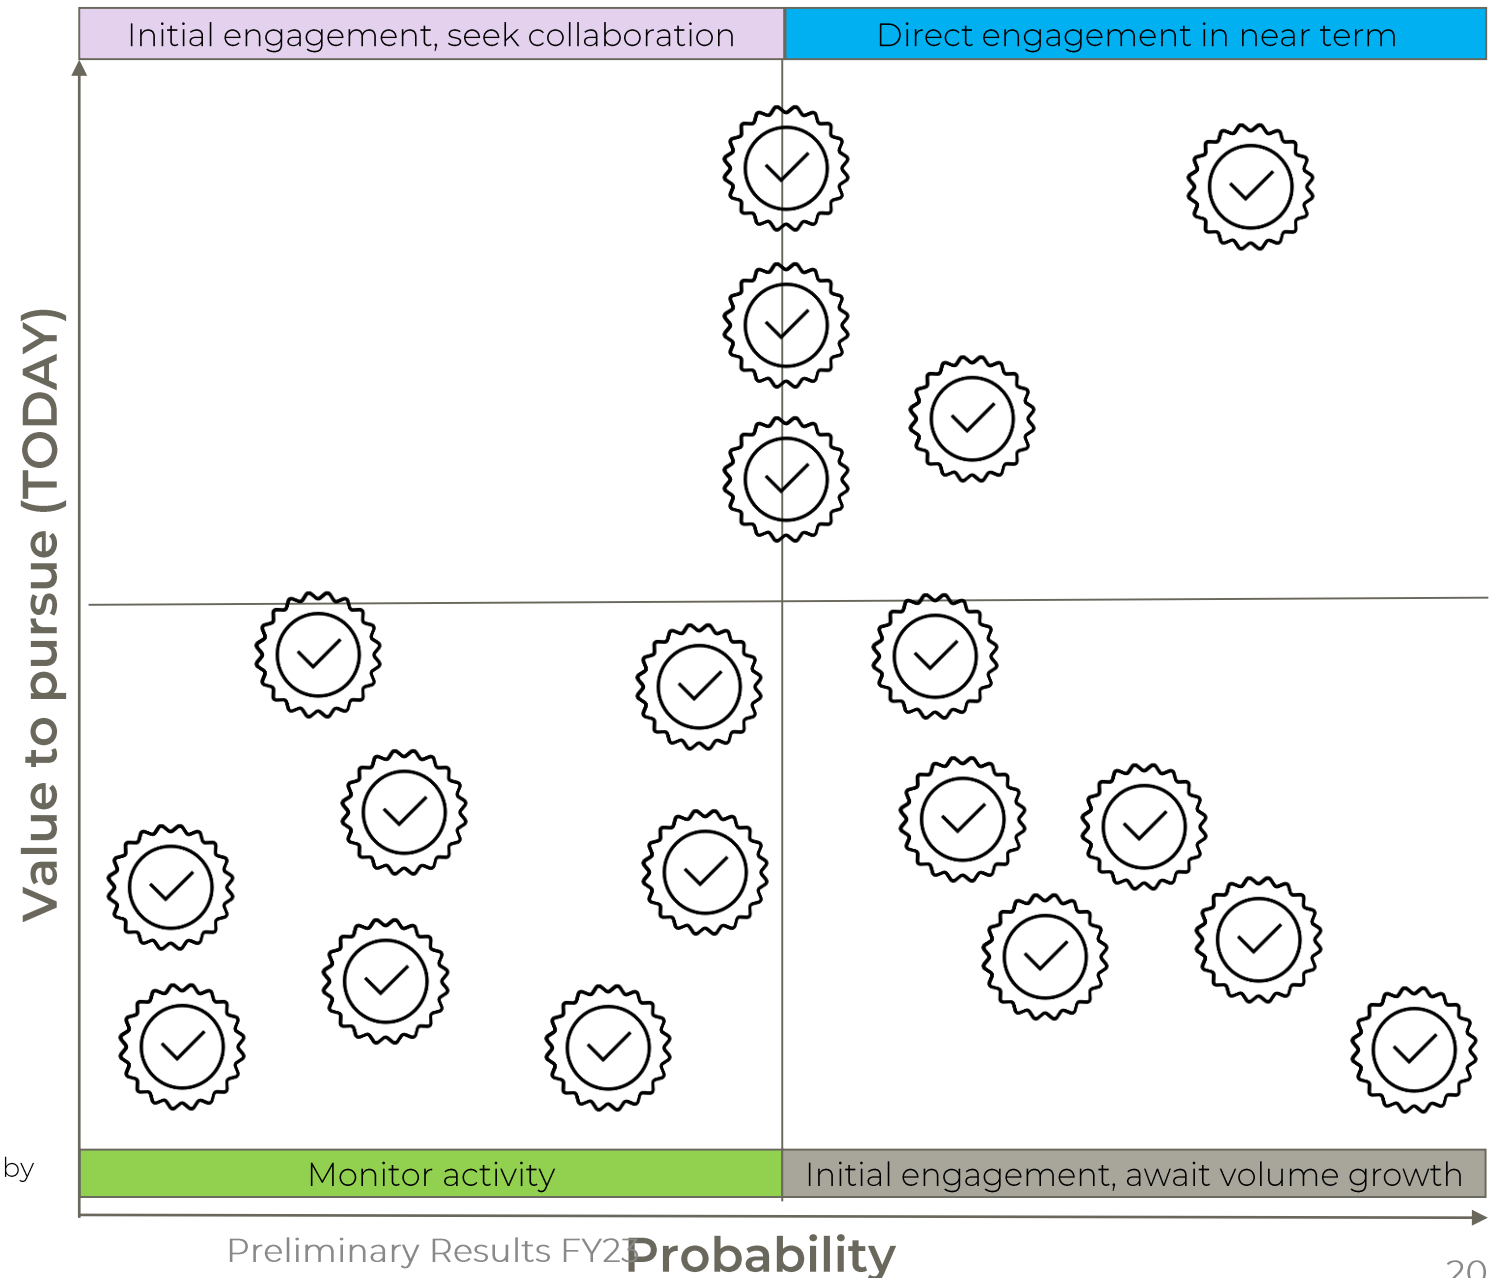 Initial engagement, seek collaboration
Direct engagement in near term
Value to pursue (TODAY)
by
Monitor activity
Initial engagement, await volume growth
Preliminary Results FY23
Probability
20